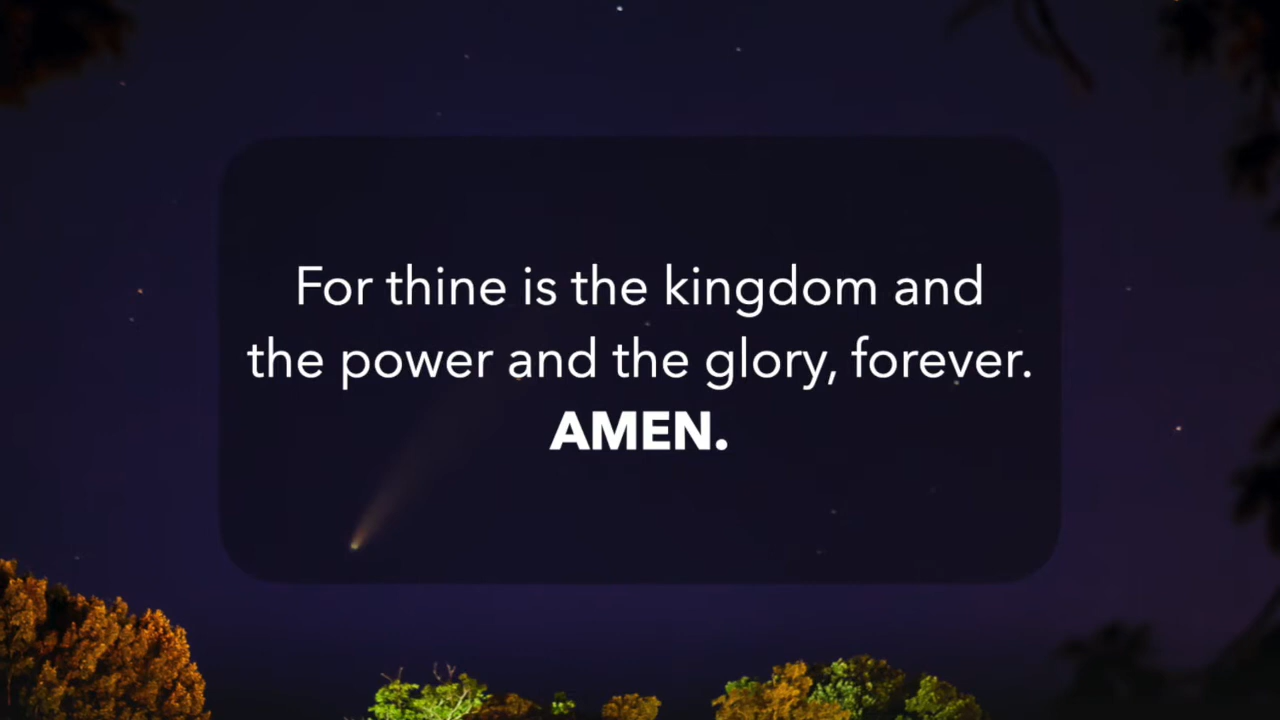 For thine is the kingdom and
the power and the glory, forever.
AMEN.